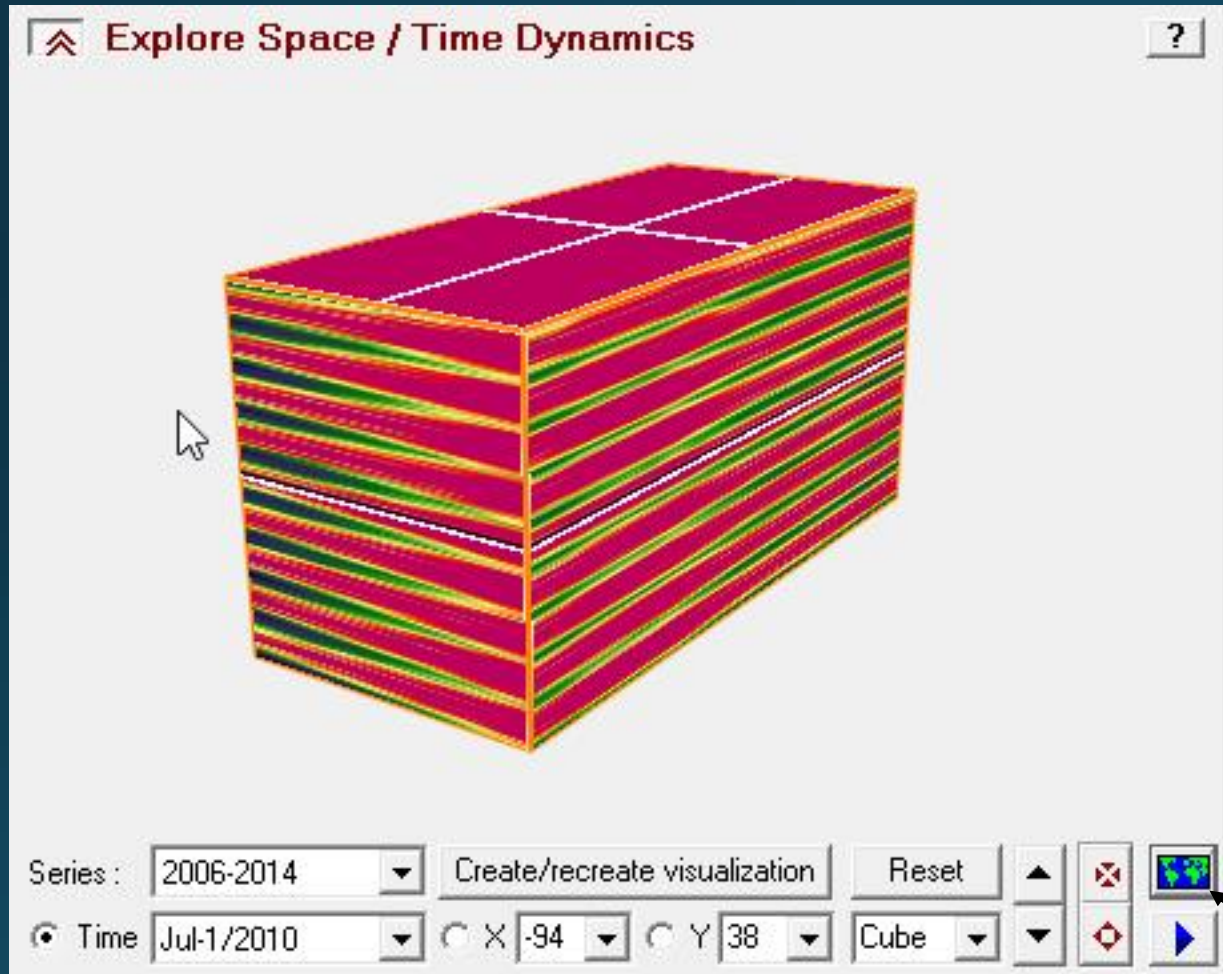 Explore Space / Time Dynamics ?
Series : 2006-2014 Create/recreate visualization Reset
Time Jul-1/2010 X -94 Y 38 Cube